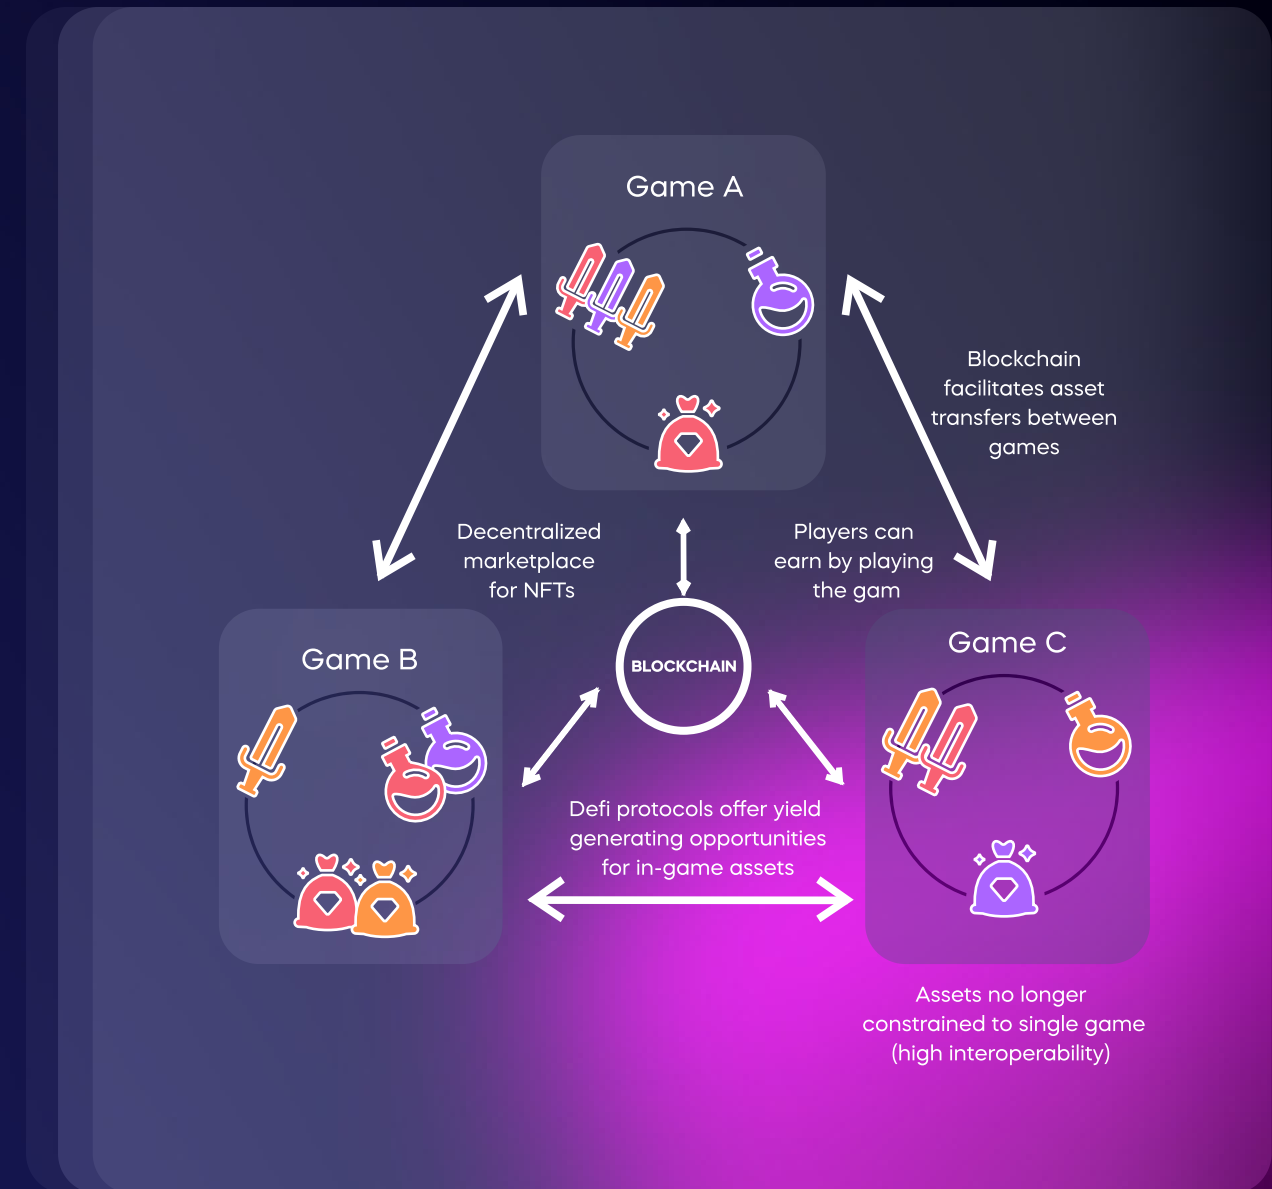 Game A
Blockchain
facilitates asset
transfers between
games
Decentralized
marketplace
for NFTs
Players can
earn by playing
the gam
Game B
BLOCKCHAIN
Game C
Defi protocols offer yield
generating opportunities
for in-game assets
Assets no longer
constrained to single game
(high interoperability)